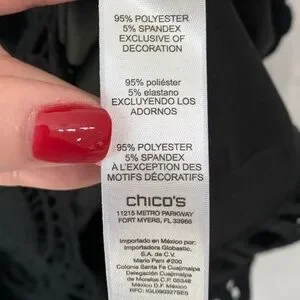 95% POLYESTER
5% SPANDEX
EXCLUSIVE OF
DECORATION
95% poliéster
5% elastano
EXCLUYENDO LOS
ADORNOS
95% POLYESTER
5% SPANDEX
À L'EXCEPTION DES
MOTIFS DÉCORATIFS
chico's
11215 METRO PARKWAY
FORT MYERS, FL 33966
Importado en México por:
Importadora Globastic,
S.A. de C.V.
Mario Pani #200
Colonia Santa Fe Cuajimalpa
Delegación Cuajimalpa
de Morelos C.P. 05348
México D.F. México
RFC: IGL090327SE5